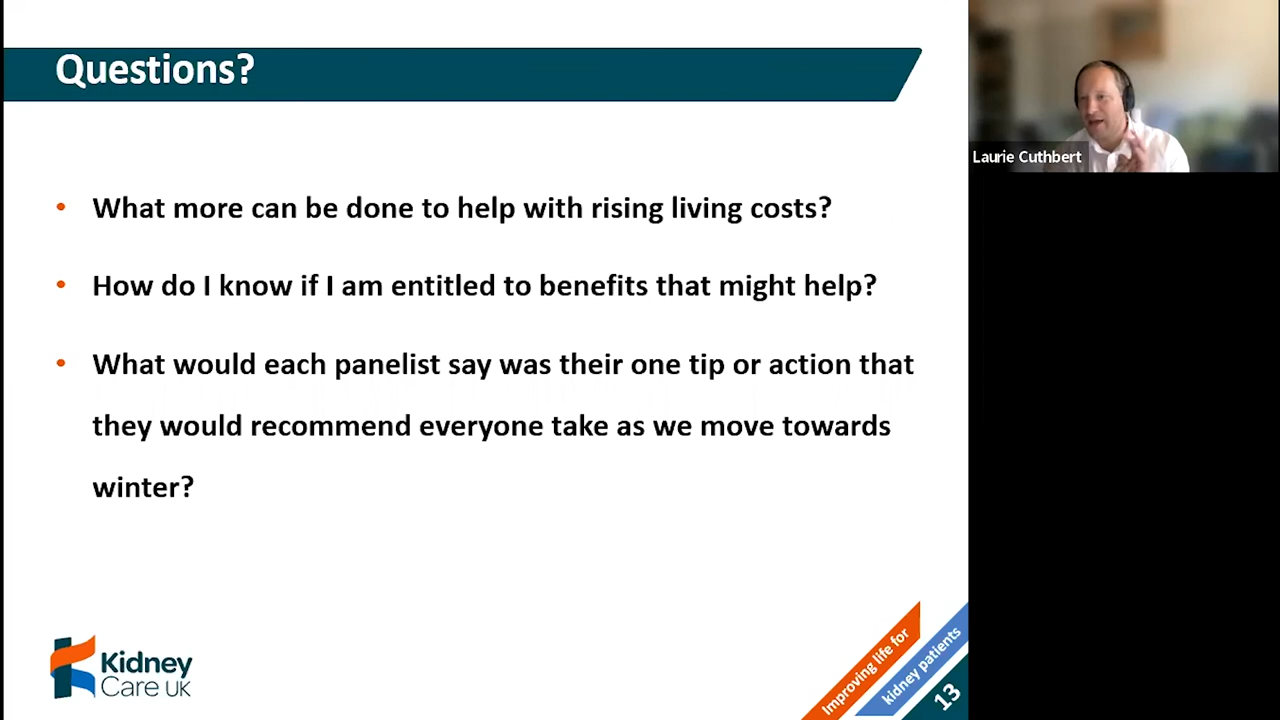 Questions?
Laurie Cuthbert
• What more can be done to help with rising living costs?
• How do I know if I am entitled to benefits that might help?
• What would each panelist say was their one tip or action that
they would recommend everyone take as we move towards
winter?
Kidney
Care UK
Improving life for
kidney patients
13